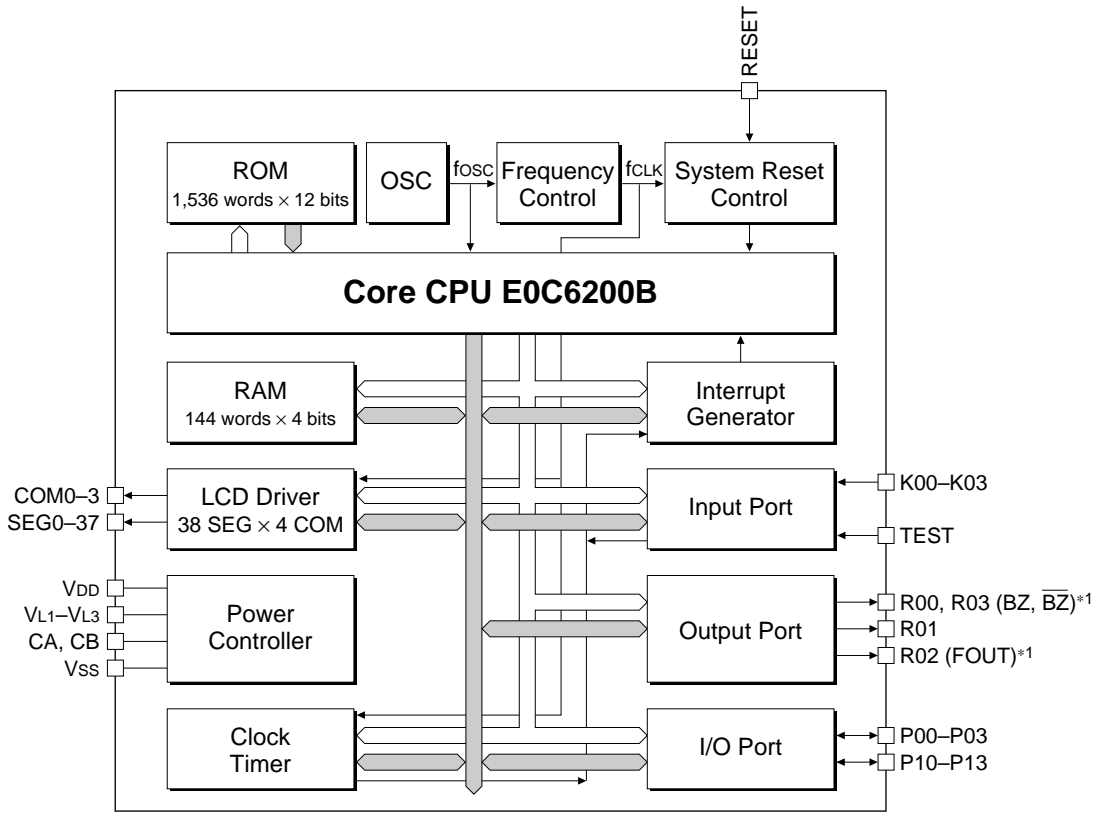 RESET
ROM
1,536 words × 12 bits
OSC
fOSC
Frequency
Control
fCLK
System Reset
Control
Core CPU E0C6200B
RAM
144 words × 4 bits
Interrupt
Generator
COM0–3
SEG0–37
LCD Driver
38 SEG × 4 COM
Input Port
K00–K03
TEST
VDD
VL1–VL3
CA, CB
VSS
Power
Controller
Output Port
R00, R03 (BZ, B̅Z̅)*1
R01
R02 (FOUT)*1
Clock
Timer
I/O Port
P00–P03
P10–P13